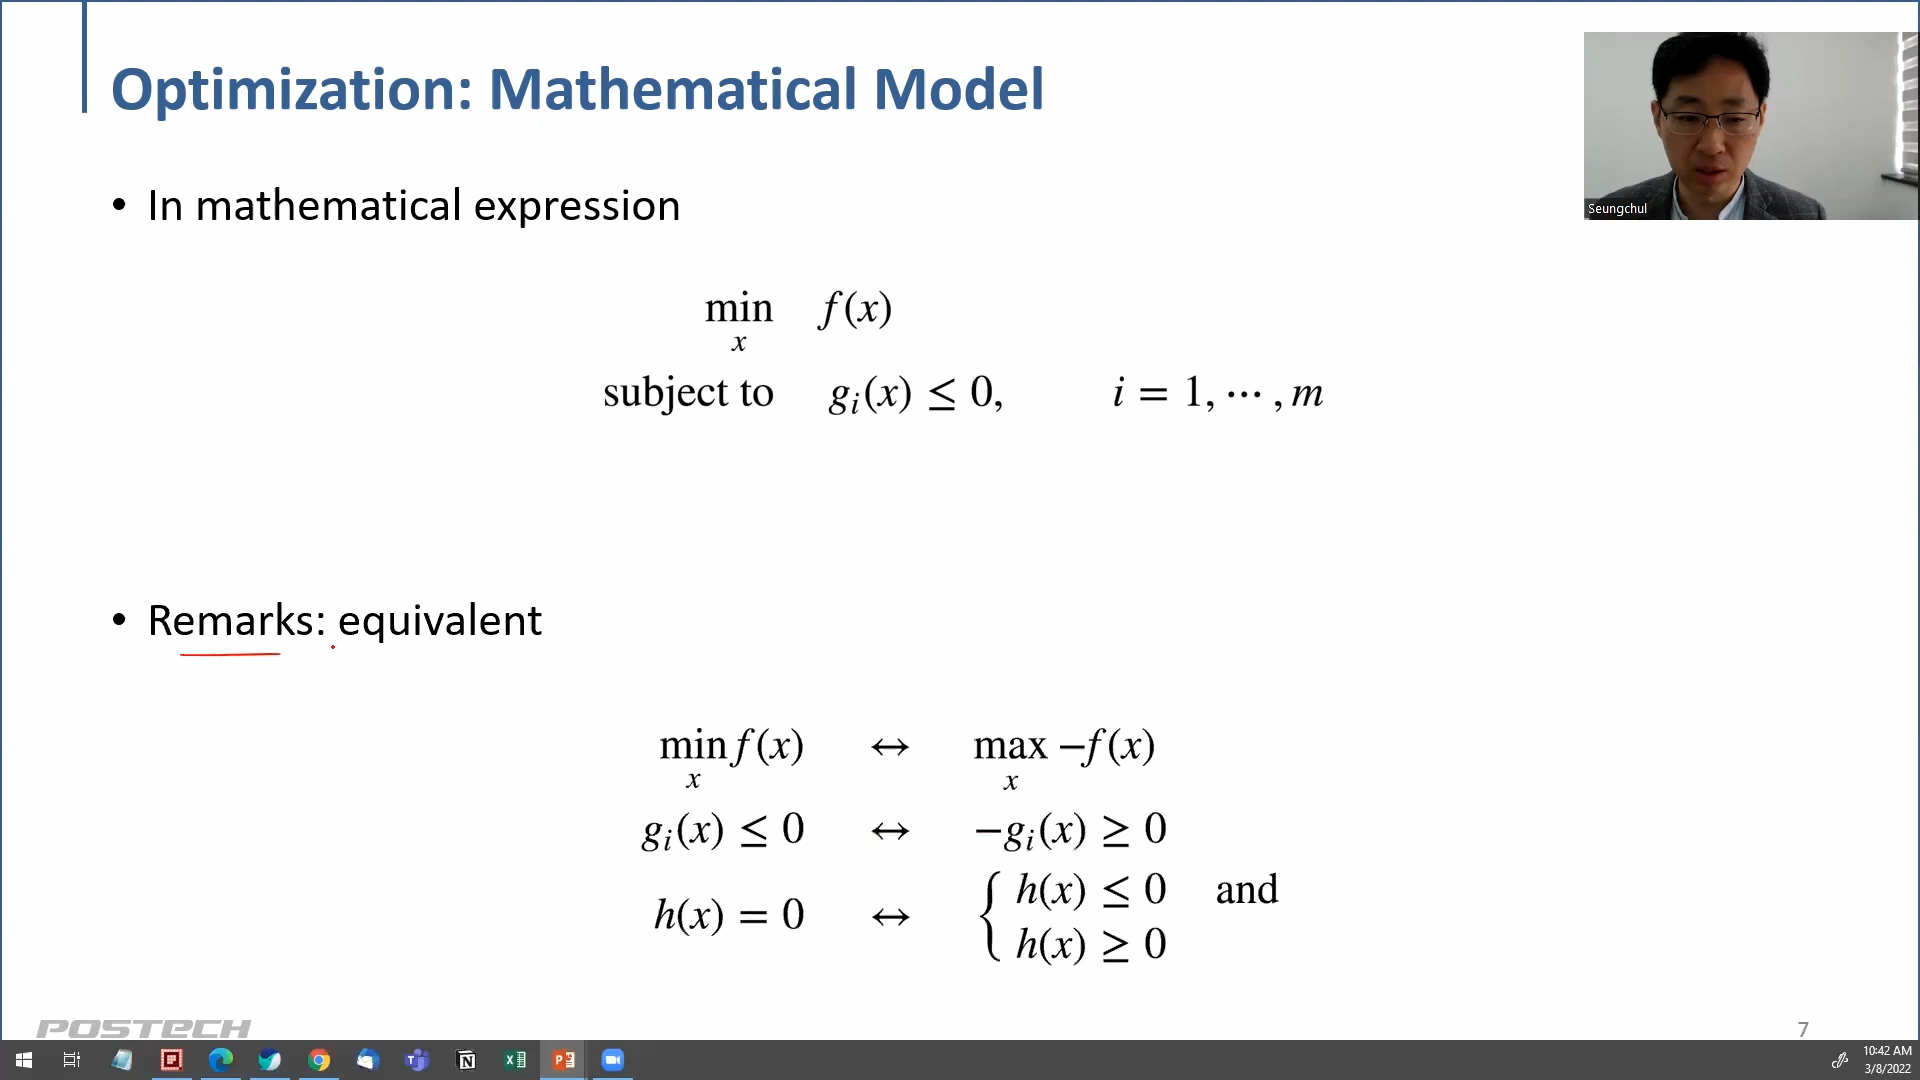 Optimization: Mathematical Model
Seungchul
• In mathematical expression
min f(x)
x
subject to g_i(x) ≤ 0, i = 1, ⋯ , m
• Remarks: equivalent
min f(x) ↔ max −f(x)
x x
g_i(x) ≤ 0 ↔ −g_i(x) ≥ 0
h(x) = 0 ↔ { h(x) ≤ 0 and
h(x) ≥ 0
POSTECH
7
10:42 AM
3/8/2022